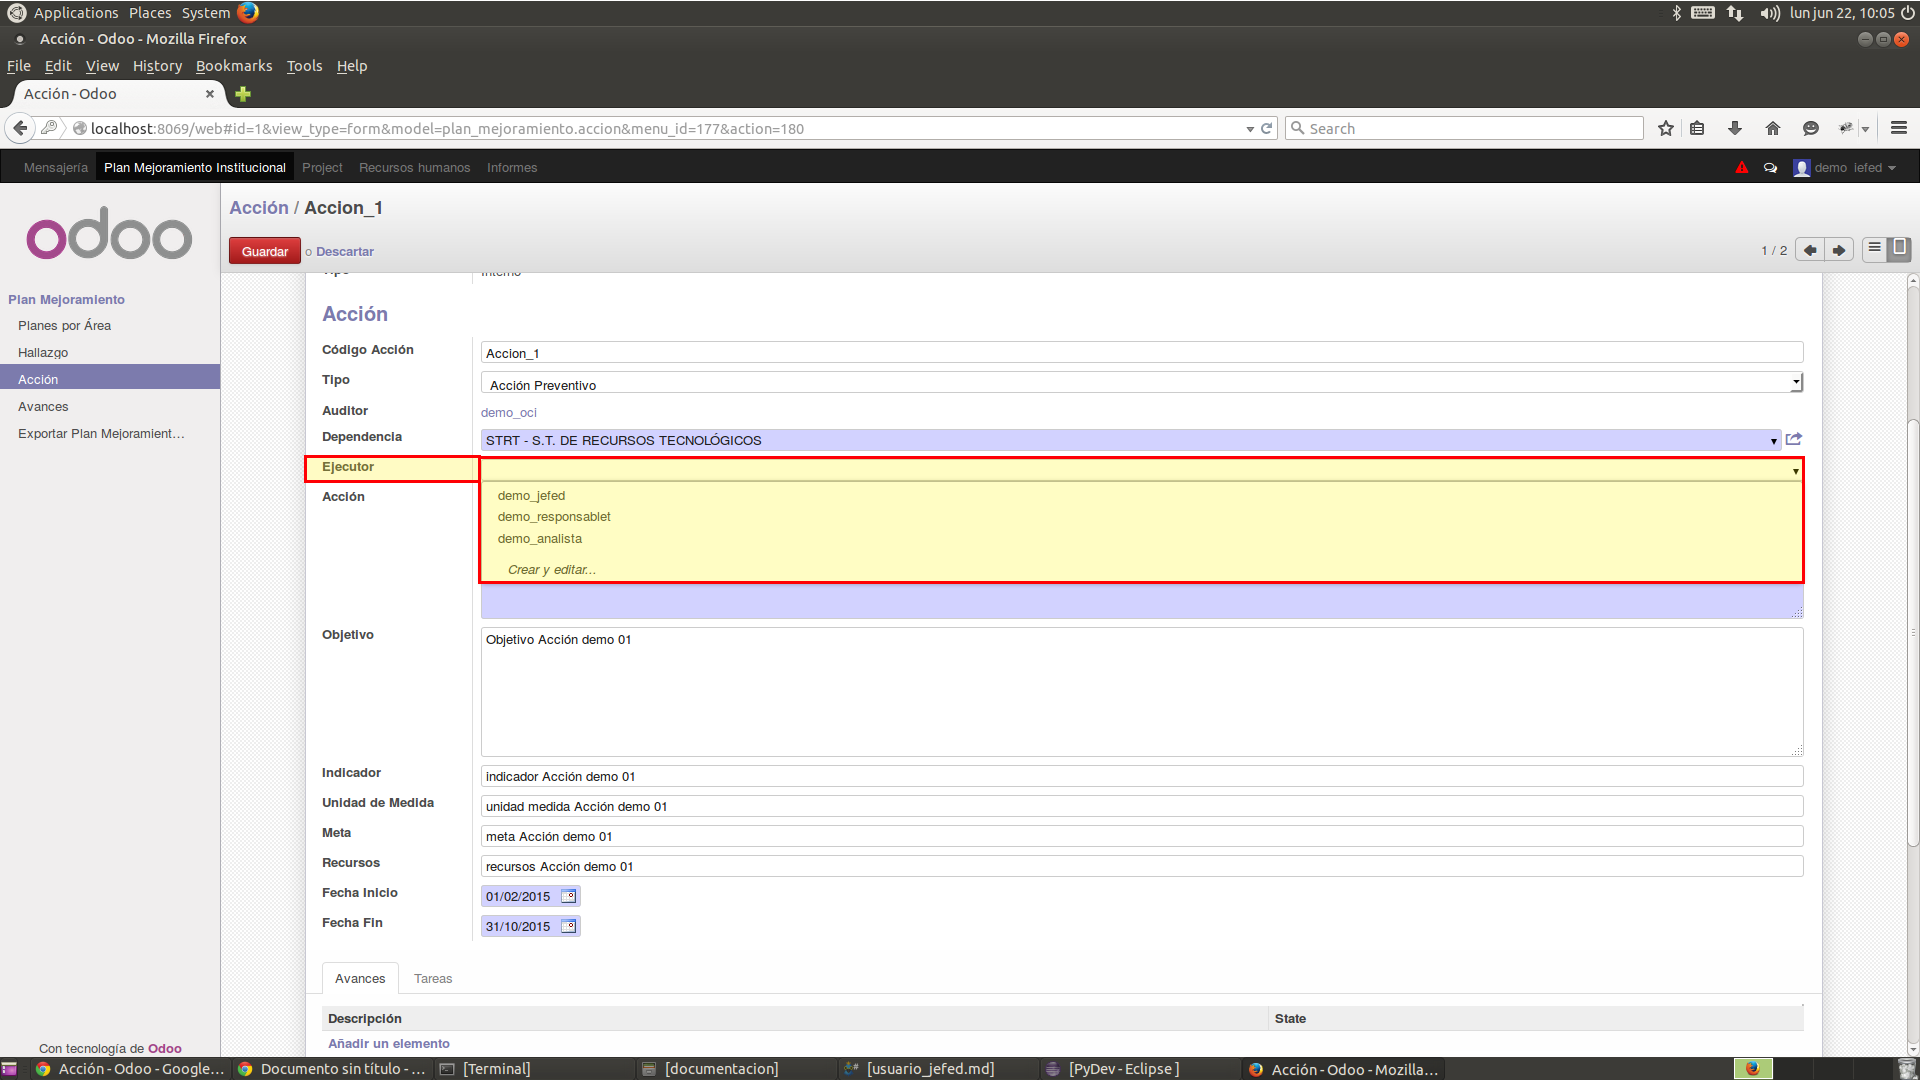 Applications Places System lun jun 22, 10:05
Acción - Odoo - Mozilla Firefox
File Edit View History Bookmarks Tools Help
Acción - Odoo
localhost:8069/web#id=1&view_type=form&model=plan_mejoramiento.accion&menu_id=177&action=180 Search
Mensajería Plan Mejoramiento Institucional Project Recursos humanos Informes demo_jefed
odoo
Acción / Accion_1
Guardar o Descartar 1 / 2
Plan Mejoramiento
Planes por Área
Hallazgo
Acción
Avances
Exportar Plan Mejoramient...
Con tecnología de Odoo
Tipo Interno
Acción
Código Acción Accion_1
Tipo Acción Preventivo
Auditor demo_oci
Dependencia STRT - S.T. DE RECURSOS TECNOLÓGICOS
Ejecutor
demo_jefed
demo_responsablet
demo_analista
Crear y editar...
Acción
Objetivo Objetivo Acción demo 01
Indicador indicador Acción demo 01
Unidad de Medida unidad medida Acción demo 01
Meta meta Acción demo 01
Recursos recursos Acción demo 01
Fecha Inicio 01/02/2015
Fecha Fin 31/10/2015
Avances Tareas
Descripción State
Añadir un elemento
Acción - Odoo - Google... Documento sin título - ... [Terminal] [documentacion] [usuario_jefed.md] [PyDev - Eclipse ] Acción - Odoo - Mozilla...